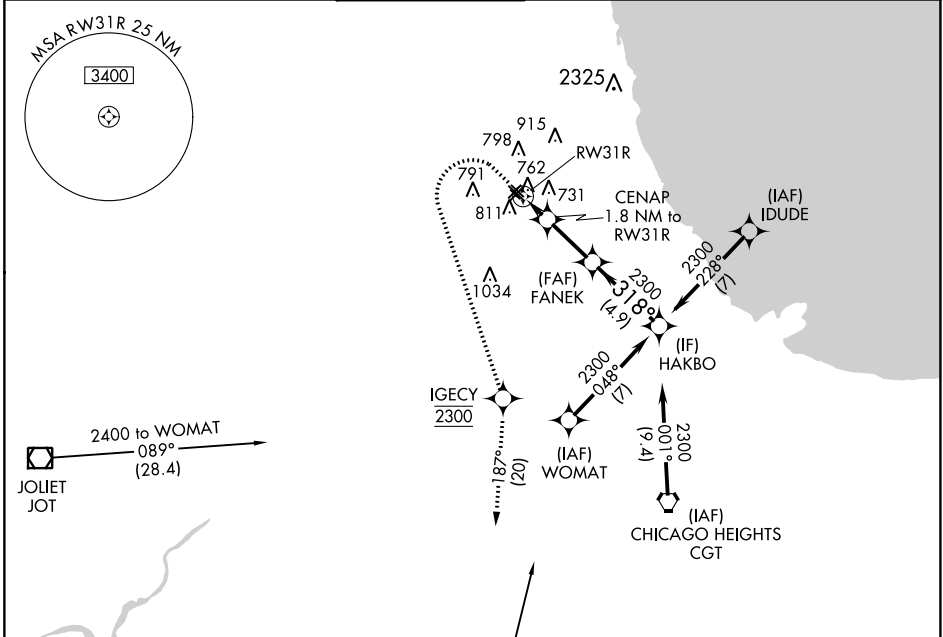 MSA RW31R 25 NM
3400
2325
915
798
RW31R
762
791
731
811
CENAP
1.8 NM to
RW31R
(IAF)
IDUDE
2300
228°
(7)
1034
(FAF)
FANEK
2300
318°
(4.9)
(IF)
HAKBO
2300
048°
(7)
IGECY
2300
2300
001°
(9.4)
(IAF)
WOMAT
2400 to WOMAT
089°
(28.4)
JOLIET
JOT
187°
(20)
(IAF)
CHICAGO HEIGHTS
CGT